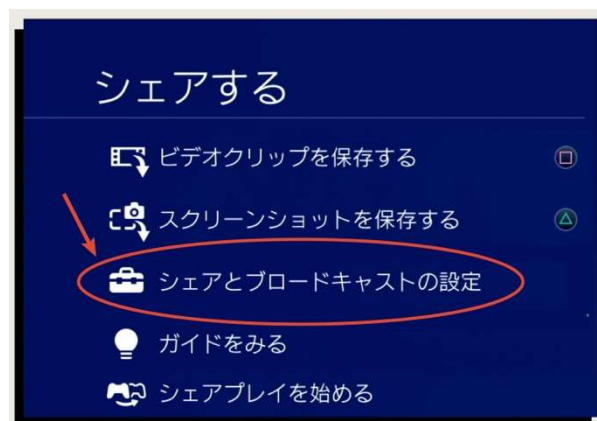 シェアする
ビデオクリップを保存する
スクリーンショットを保存する
シェアとブロードキャストの設定
ガイドをみる
シェアプレイを始める